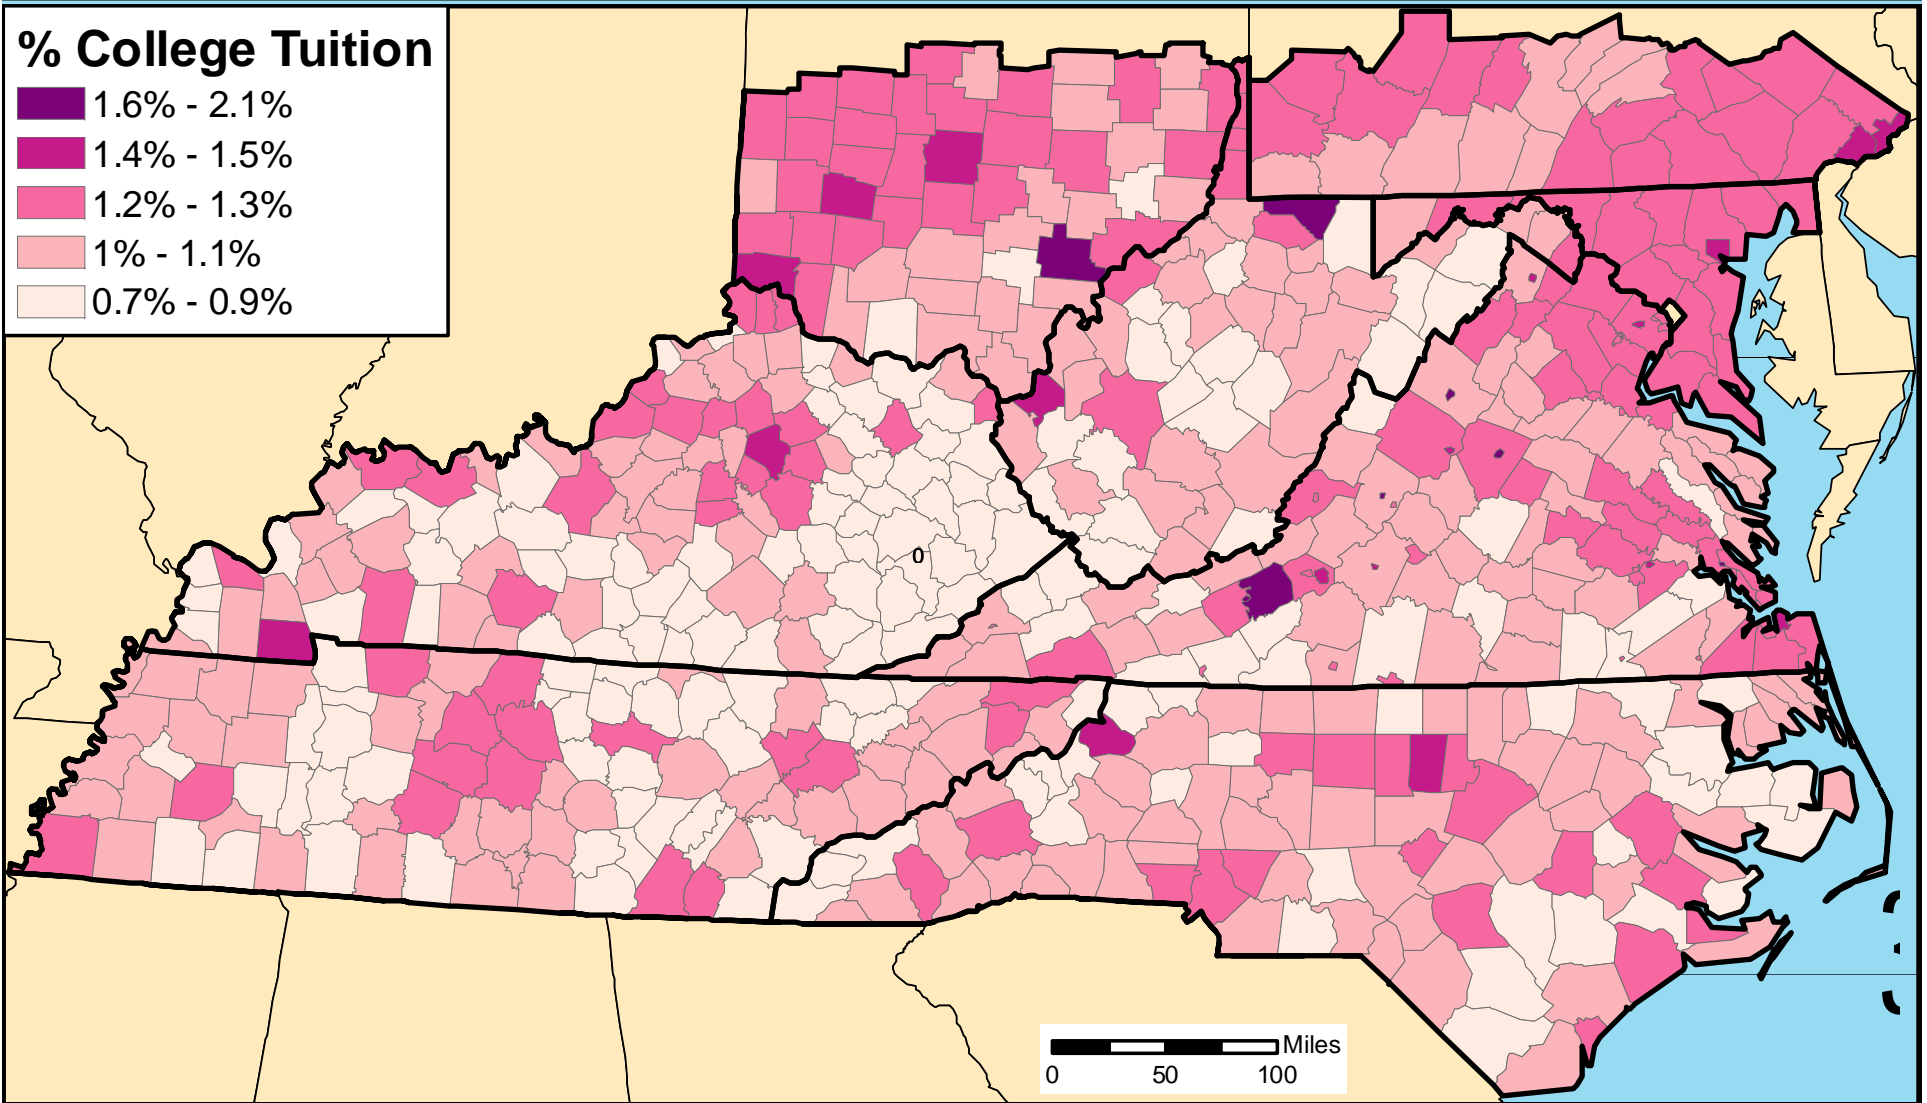 % College Tuition
1.6% - 2.1%
1.4% - 1.5%
1.2% - 1.3%
1% - 1.1%
0.7% - 0.9%
0
Miles
0 50 100